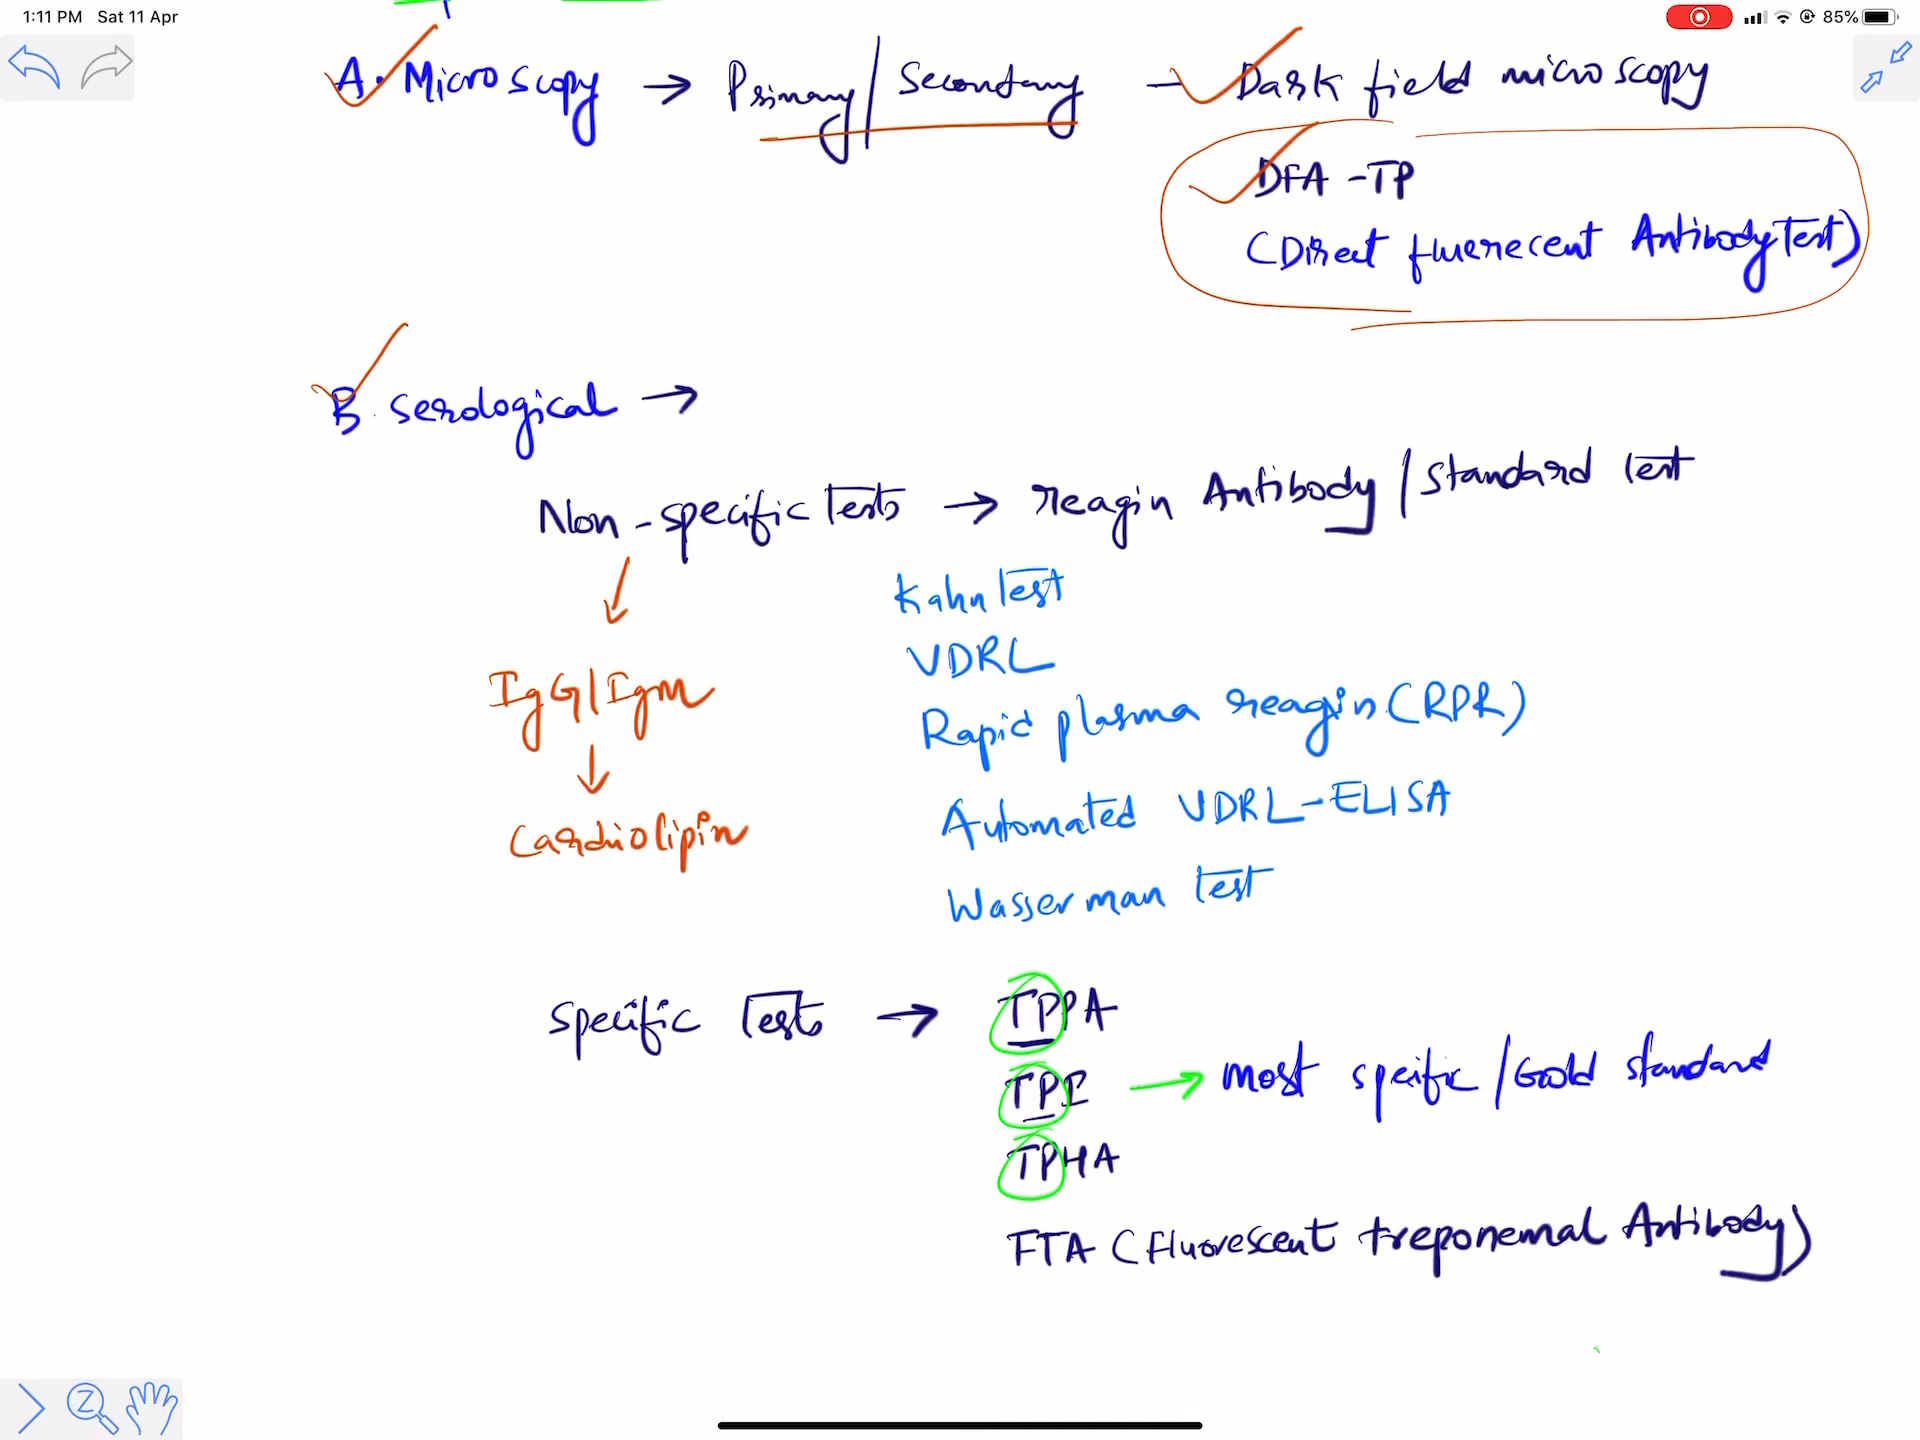 1:11 PM Sat 11 Apr
85%
A. Microscopy → Primary / Secondary - Dark field microscopy
DFA - TP
(Direct fluerecent Antibody Test)
B. Serological →
Non - specific Tests → reagin Antibody / Standard Test
Kahn Test
VDRL
IgG / Igm
Rapid plasma reagin (RPR)
Automated VDRL - ELISA
Cardiolipin
Wasserman Test
Specific Tests → TPPA
TPI → most speific / Gold standard
TPHA
FTA (Fluorescent treponemal Antibody)
Z